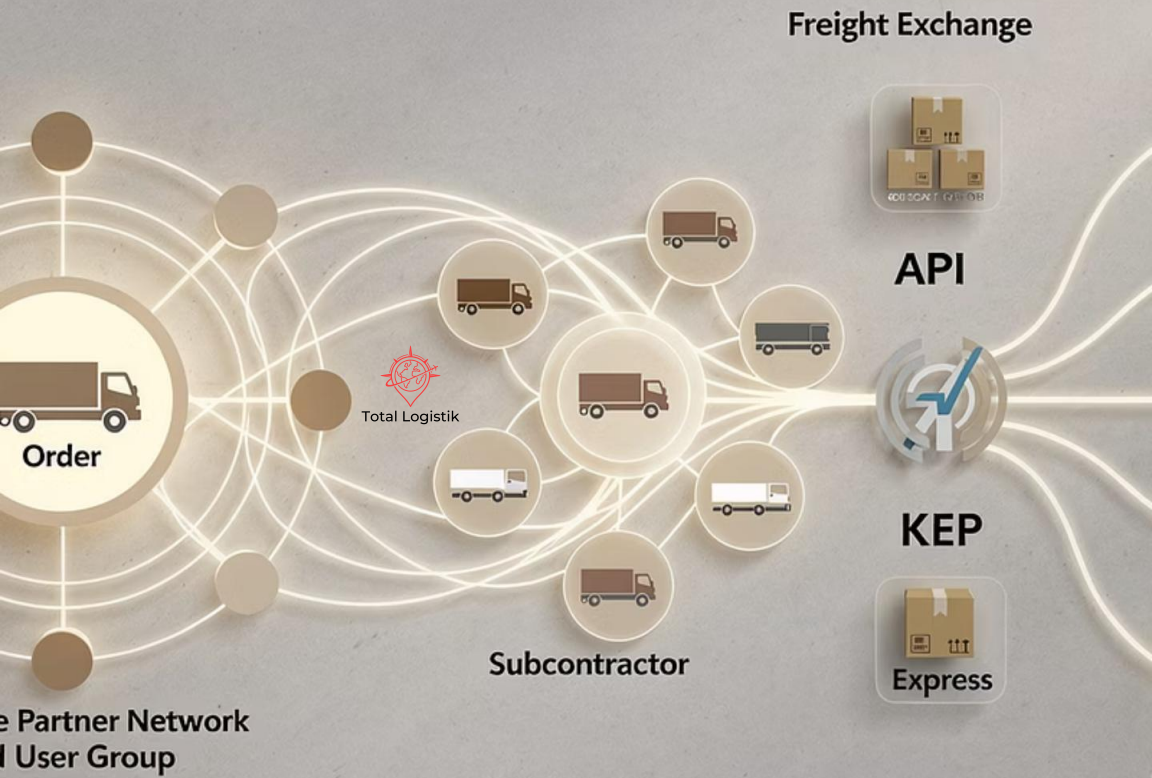 Freight Exchange
API
Order
Total Logistik
KEP
Subcontractor
Express
e Partner Network
d User Group